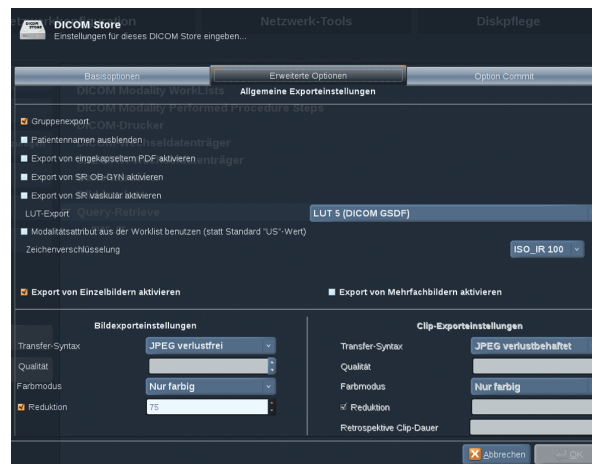 Netzwerk-Tools
Diskpflege
DICOM Store
Einstellungen für dieses DICOM Store eingeben...
Basisoptionen
Erweiterte Optionen
Option Commit
DICOM Modality WorkLists
Allgemeine Exporteinstellungen
DICOM Modality Performed Procedure Steps
Gruppenexport
DICOM-Drucker
Patientennamen ausblenden
Export von eingekapseltem PDF aktivieren
Export von SR OB-GYN aktivieren
Export von SR vaskulär aktivieren
LUT-Export
Query-Retrieve
LUT 5 (DICOM GSDF)
Modalitätsattribut aus der Worklist benutzen (statt Standard "US"-Wert)
Zeichenverschlüsselung
ISO_IR 100
Export von Einzelbildern aktivieren
Export von Mehrfachbildern aktivieren
Bildexporteinstellungen
Clip-Exporteinstellungen
Transfer-Syntax
JPEG verlustfrei
Transfer-Syntax
JPEG verlustbehaftet
Qualität
Qualität
Farbmodus
Nur farbig
Farbmodus
Nur farbig
Reduktion
75
Reduktion
Retrospektive Clip-Dauer
Abbrechen
OK